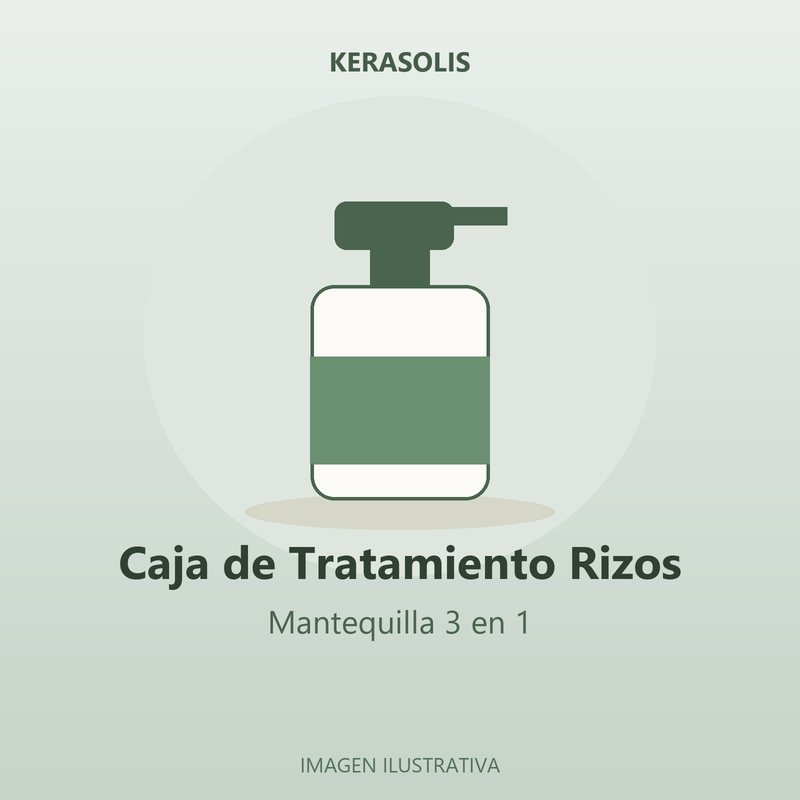 KERASOLIS
Caja de Tratamiento Rizos
Mantequilla 3 en 1
IMAGEN ILUSTRATIVA